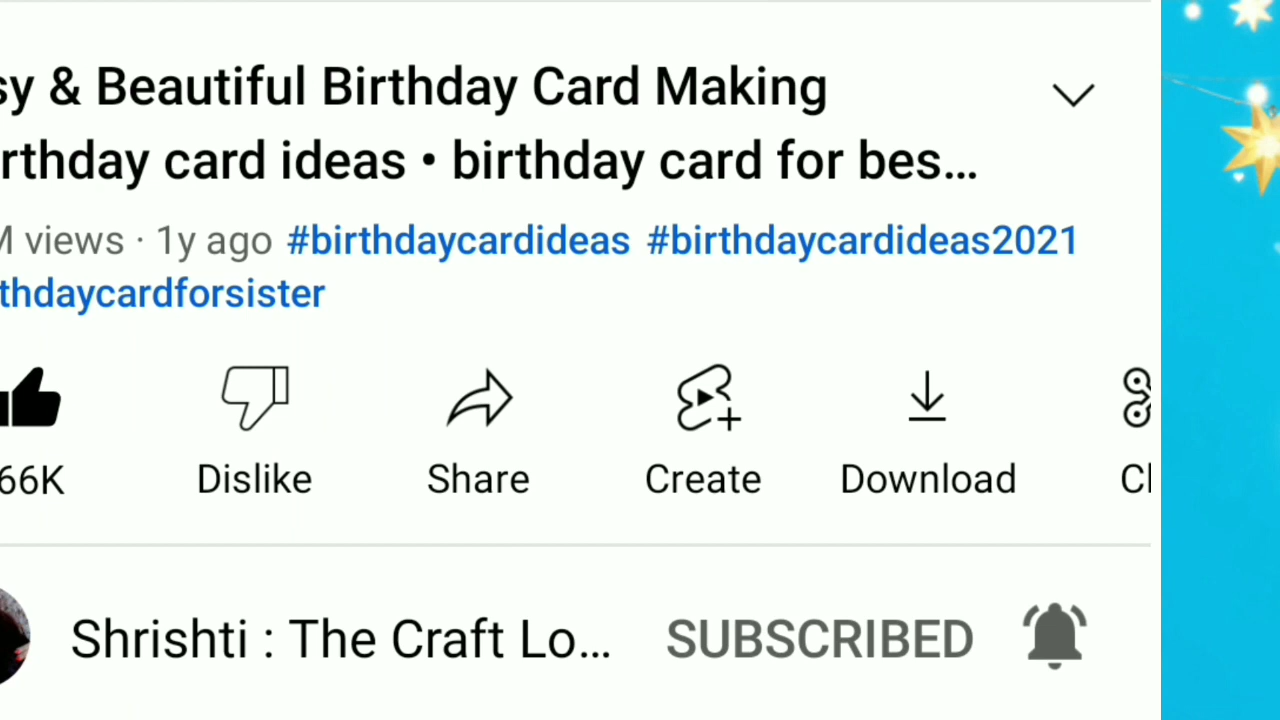 sy & Beautiful Birthday Card Making
rthday card ideas • birthday card for bes...
M views · 1y ago #birthdaycardideas #birthdaycardideas2021
thdaycardforsister
66K Dislike Share Create Download Cl
Shrishti : The Craft Lo... SUBSCRIBED